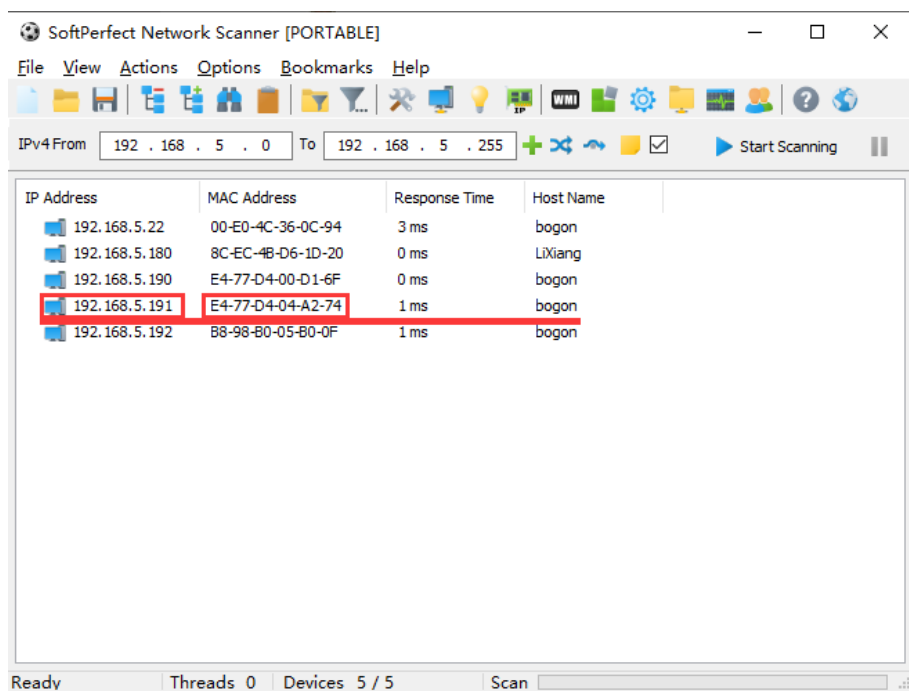 SoftPerfect Network Scanner [PORTABLE]
File View Actions Options Bookmarks Help
WMI IP
IPv4 From 192 . 168 . 5 . 0 To 192 . 168 . 5 . 255 Start Scanning
IP Address MAC Address Response Time Host Name
192.168.5.22 00-E0-4C-36-0C-94 3 ms bogon
192.168.5.180 8C-EC-4B-D6-1D-20 0 ms LiXiang
192.168.5.190 E4-77-D4-00-D1-6F 0 ms bogon
192.168.5.191 E4-77-D4-04-A2-74 1 ms bogon
192.168.5.192 B8-98-B0-05-B0-0F 1 ms bogon
Ready Threads 0 Devices 5 / 5 Scan